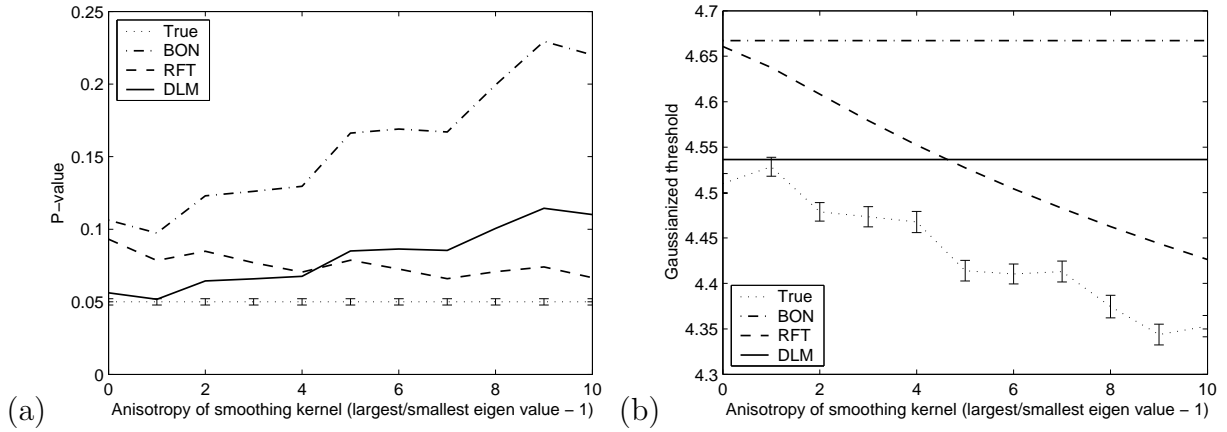 0.25
0.2
0.15
0.1
0.05
0
P-value
True
BON
RFT
DLM
0 2 4 6 8 10
Anisotropy of smoothing kernel (largest/smallest eigen value - 1)
(a)
4.7
4.65
4.6
4.55
4.5
4.45
4.4
4.35
4.3
Gaussianized threshold
True
BON
RFT
DLM
0 2 4 6 8 10
Anisotropy of smoothing kernel (largest/smallest eigen value - 1)
(b)